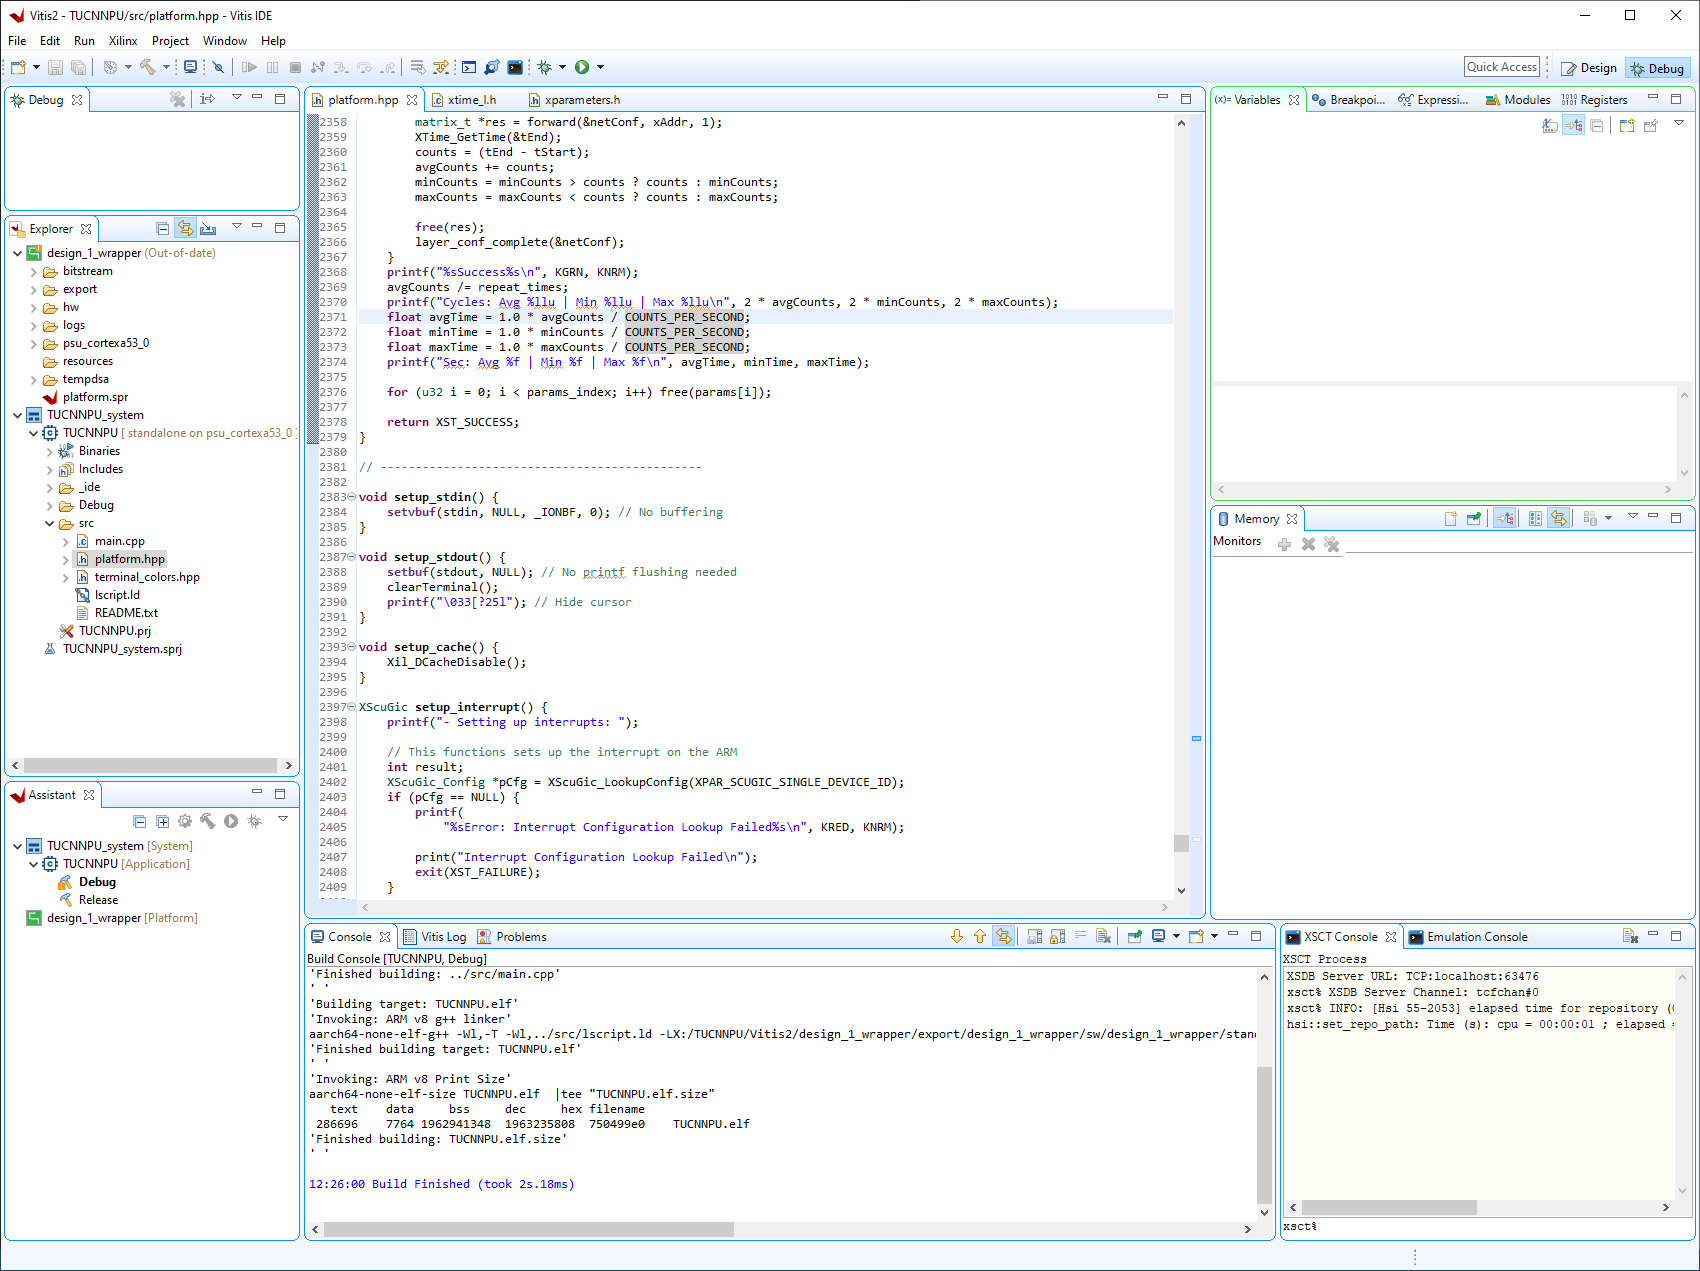 Vitis2 - TUCNNPU/src/platform.hpp - Vitis IDE
File Edit Run Xilinx Project Window Help
Quick Access Design Debug
Debug
Explorer
design_1_wrapper (Out-of-date)
bitstream
export
hw
logs
psu_cortexa53_0
resources
tempdsa
platform.spr
TUCNNPU_system
TUCNNPU [ standalone on psu_cortexa53_0 ]
Binaries
Includes
_ide
Debug
src
main.cpp
platform.hpp
terminal_colors.hpp
lscript.ld
README.txt
TUCNNPU.prj
TUCNNPU_system.sprj
Assistant
TUCNNPU_system [System]
TUCNNPU [Application]
Debug
Release
design_1_wrapper [Platform]
platform.hpp xtime_l.h xparameters.h
2358 matrix_t *res = forward(&netConf, xAddr, 1);
2359 XTime_GetTime(&tEnd);
2360 counts = (tEnd - tStart);
2361 avgCounts += counts;
2362 minCounts = minCounts > counts ? counts : minCounts;
2363 maxCounts = maxCounts < counts ? counts : maxCounts;
2364
2365 free(res);
2366 layer_conf_complete(&netConf);
2367 }
2368 printf("%sSuccess%s\n", KGRN, KNRM);
2369 avgCounts /= repeat_times;
2370 printf("Cycles: Avg %llu | Min %llu | Max %llu\n", 2 * avgCounts, 2 * minCounts, 2 * maxCounts);
2371 float avgTime = 1.0 * avgCounts / COUNTS_PER_SECOND;
2372 float minTime = 1.0 * minCounts / COUNTS_PER_SECOND;
2373 float maxTime = 1.0 * maxCounts / COUNTS_PER_SECOND;
2374 printf("Sec: Avg %f | Min %f | Max %f\n", avgTime, minTime, maxTime);
2375
2376 for (u32 i = 0; i < params_index; i++) free(params[i]);
2377
2378 return XST_SUCCESS;
2379 }
2380
2381 // ----------------------------------------------
2382
2383 void setup_stdin() {
2384 setvbuf(stdin, NULL, _IONBF, 0); // No buffering
2385 }
2386
2387 void setup_stdout() {
2388 setbuf(stdout, NULL); // No printf flushing needed
2389 clearTerminal();
2390 printf("\033[?25l"); // Hide cursor
2391 }
2392
2393 void setup_cache() {
2394 Xil_DCacheDisable();
2395 }
2396
2397 XScuGic setup_interrupt() {
2398 printf("- Setting up interrupts: ");
2399
2400 // This functions sets up the interrupt on the ARM
2401 int result;
2402 XScuGic_Config *pCfg = XScuGic_LookupConfig(XPAR_SCUGIC_SINGLE_DEVICE_ID);
2403 if (pCfg == NULL) {
2404 printf(
2405 "%sError: Interrupt Configuration Lookup Failed%s\n", KRED, KNRM);
2406
2407 print("Interrupt Configuration Lookup Failed\n");
2408 exit(XST_FAILURE);
2409 }
Variables Breakpoi... Expressi... Modules Registers
Memory
Monitors
Console Vitis Log Problems
Build Console [TUCNNPU, Debug]
'Finished building: ../src/main.cpp'
' '
'Building target: TUCNNPU.elf'
'Invoking: ARM v8 g++ linker'
aarch64-none-elf-g++ -Wl,-T -Wl,../src/lscript.ld -LX:/TUCNNPU/Vitis2/design_1_wrapper/export/design_1_wrapper/sw/design_1_wrapper/stan
'Finished building target: TUCNNPU.elf'
' '
'Invoking: ARM v8 Print Size'
aarch64-none-elf-size TUCNNPU.elf |tee "TUCNNPU.elf.size"
text data bss dec hex filename
286696 7764 1962941348 1963235808 750499e0 TUCNNPU.elf
'Finished building: TUCNNPU.elf.size'
' '
12:26:00 Build Finished (took 2s.18ms)
XSCT Console Emulation Console
XSCT Process
XSDB Server URL: TCP:localhost:63476
xsct% XSDB Server Channel: tcfchan#0
xsct% INFO: [Hsi 55-2053] elapsed time for repository (
hsi::set_repo_path: Time (s): cpu = 00:00:01 ; elapsed =
xsct%